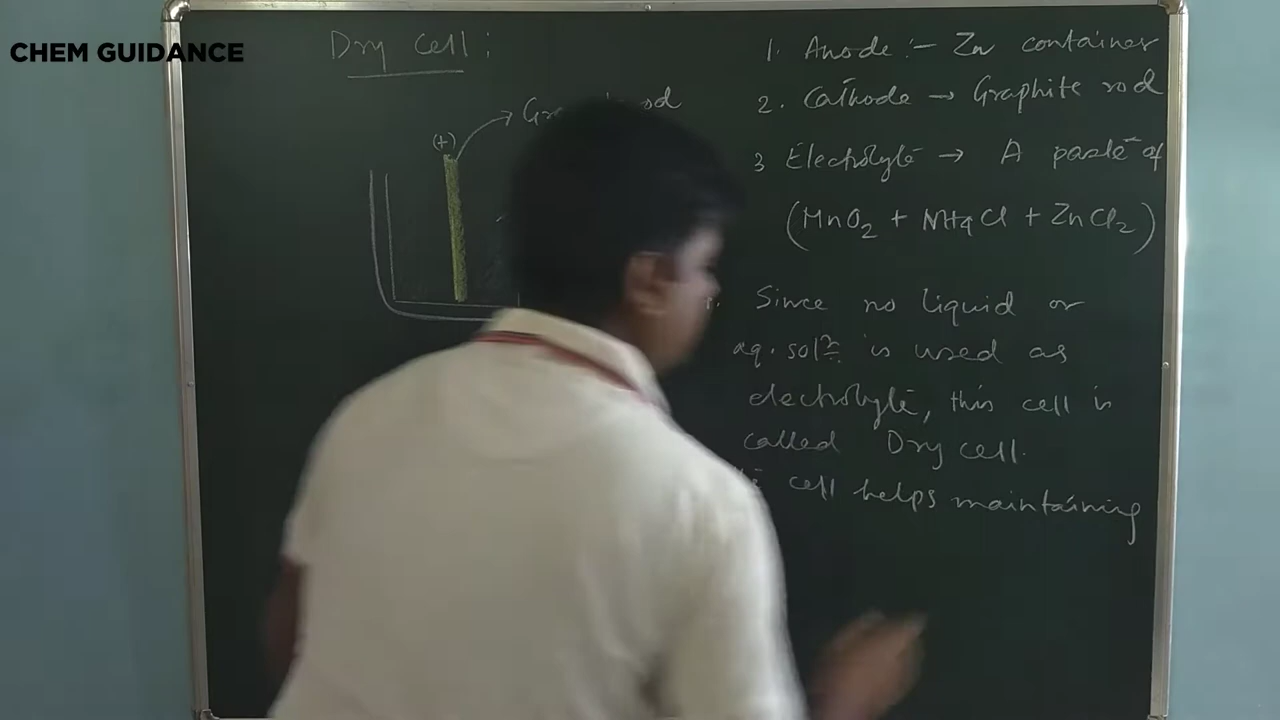 CHEM GUIDANCE
Dry Cell :
(+)
1. Anode :- Zn container
2. Cathode → Graphite rod
3 Electrolyte → A paste of
(MnO₂ + NH₄Cl + ZnCl₂)
Since no liquid or
aq. solⁿ is used as
electrolyte, this cell is
called Dry cell.
cell helps maintaining